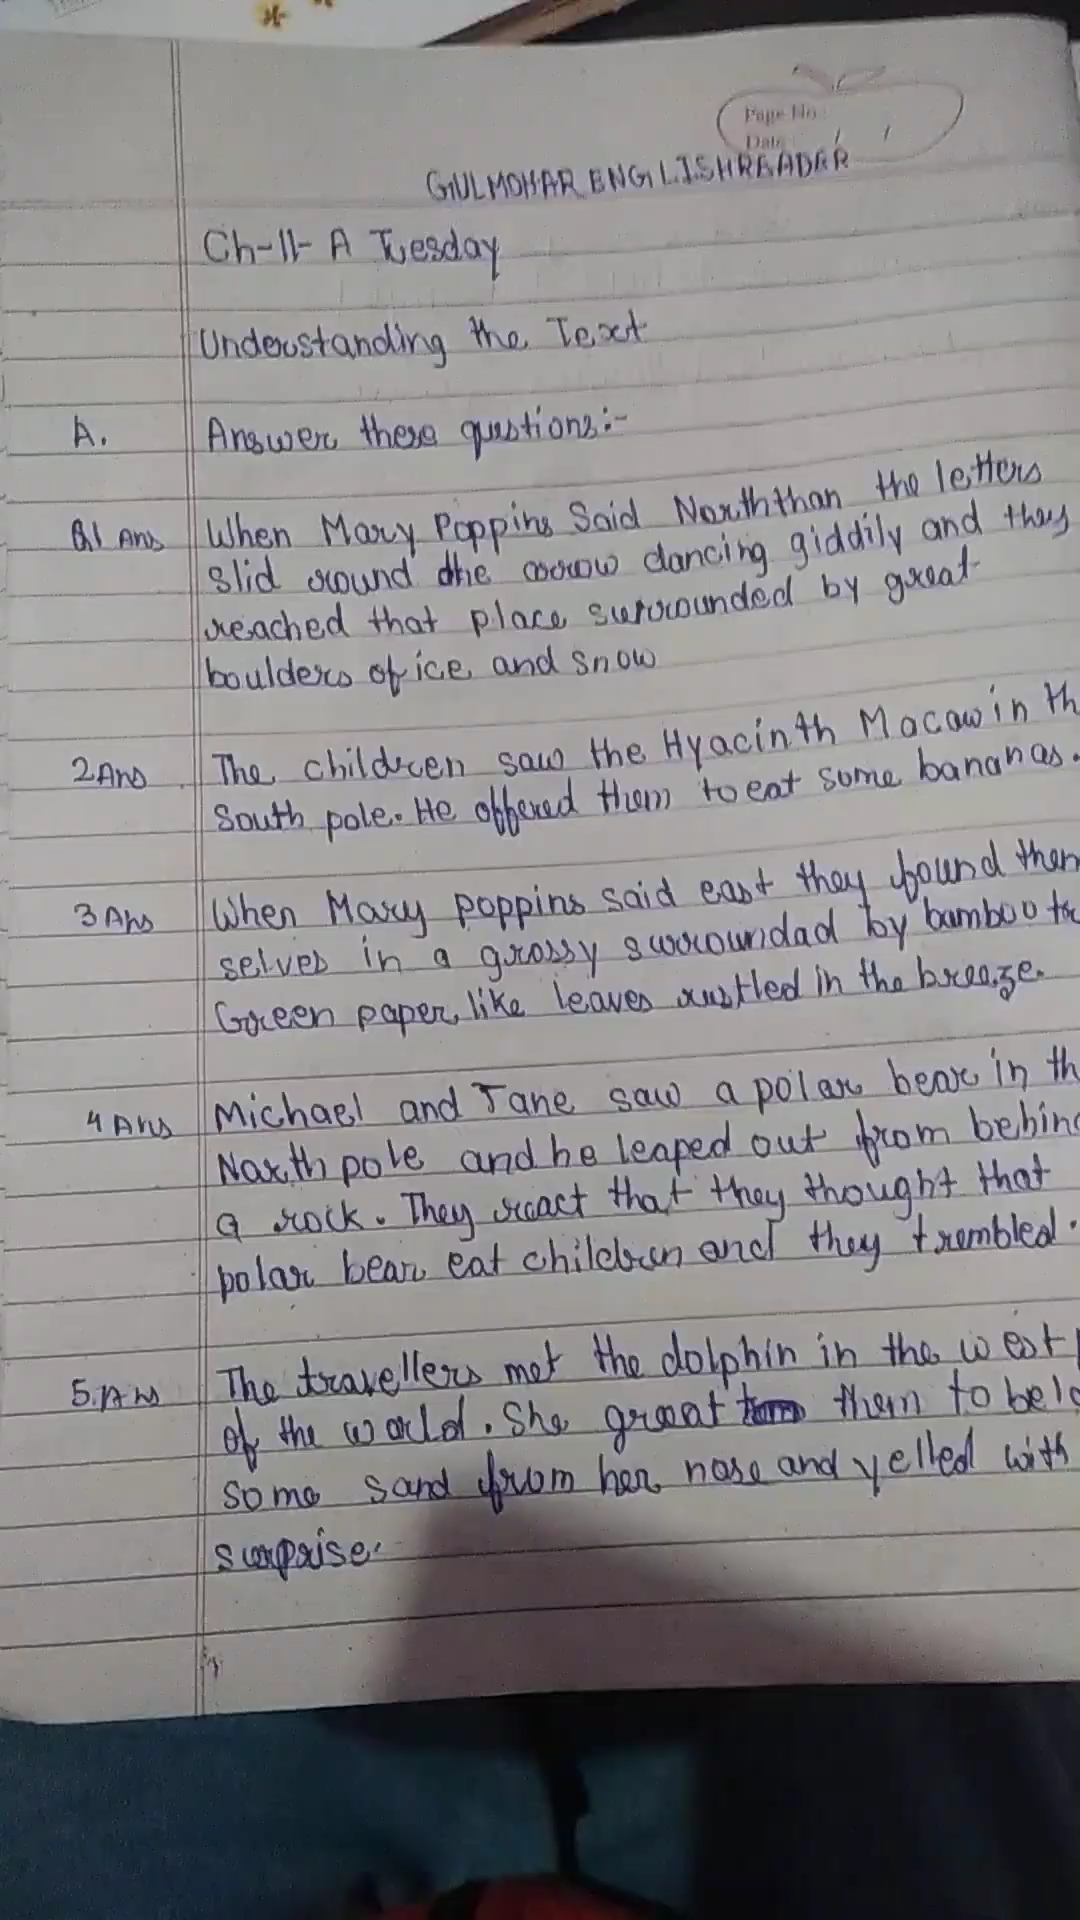 Page No.
Date / /
GULMOHAR ENGLISH READER
Ch-11- A Tuesday
Understanding the Text
A. Answer these questions:-
Q1 Ans When Mary Poppins Said North than the letters
slid round the arrow dancing giddily and they
reached that place surrounded by great
boulders of ice and snow
2 Ans The children saw the Hyacinth Macaw in th
South pole. He offered them to eat some bananas.
3 Ans When Mary poppins said east they found them
selves in a grossy surroundad by bamboo
Green paper like leaves rustled in the breeze.
4 Ans Michael and Jane saw a polar bear in th
North pole and he leaped out from behind
a rock. They react that they thought that
polar bear eat children and they trembled.
5. Ans The travellers met the dolphin in the west
of the world. She graat them to
some sand from her nose and yelled with
surprise.